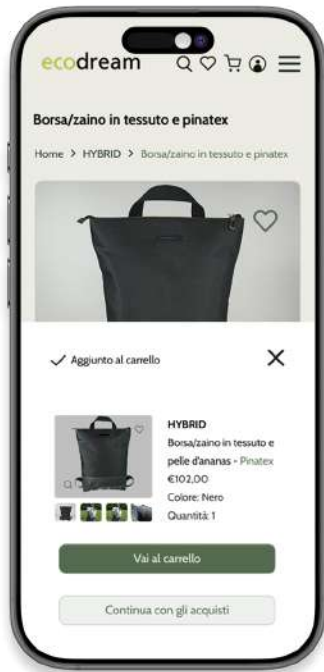 ecodream
Borsa/zaino in tessuto e pinatex
Home > HYBRID > Borsa/zaino in tessuto e pinatex
Aggiunto al carrello
HYBRID
Borsa/zaino in tessuto e
pelle d'ananas - Pinatex
€102,00
Colore: Nero
Quantità: 1
Vai al carrello
Continua con gli acquisti